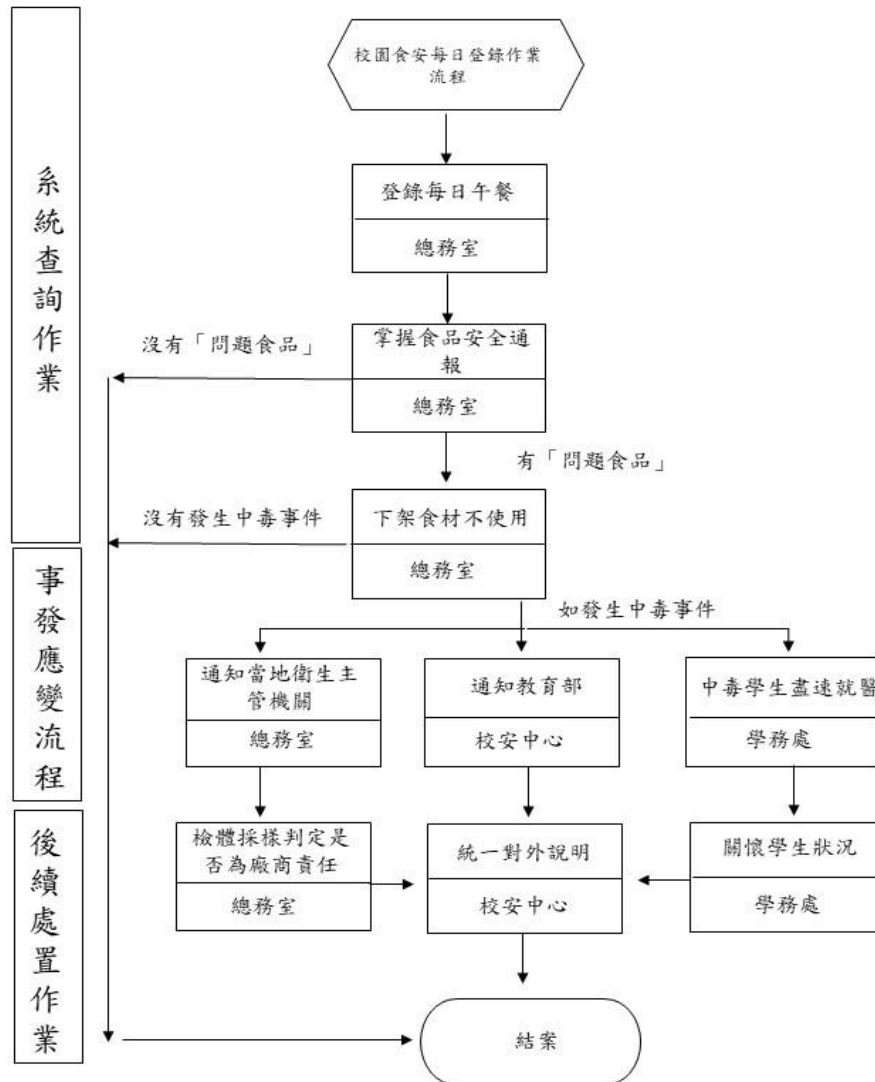 系統查詢作業
校園食安每日登錄作業
流程
登錄每日午餐
總務室
掌握食品安全通
報
總務室
沒有「問題食品」
有「問題食品」
下架食材不使用
總務室
沒有發生中毒事件
事發應變流程
如發生中毒事件
通知當地衛生主
管機關
總務室
通知教育部
校安中心
中毒學生盡速就醫
學務處
後續處置作業
檢體採樣判定是
否為廠商責任
總務室
統一對外說明
校安中心
關懷學生狀況
學務處
結案